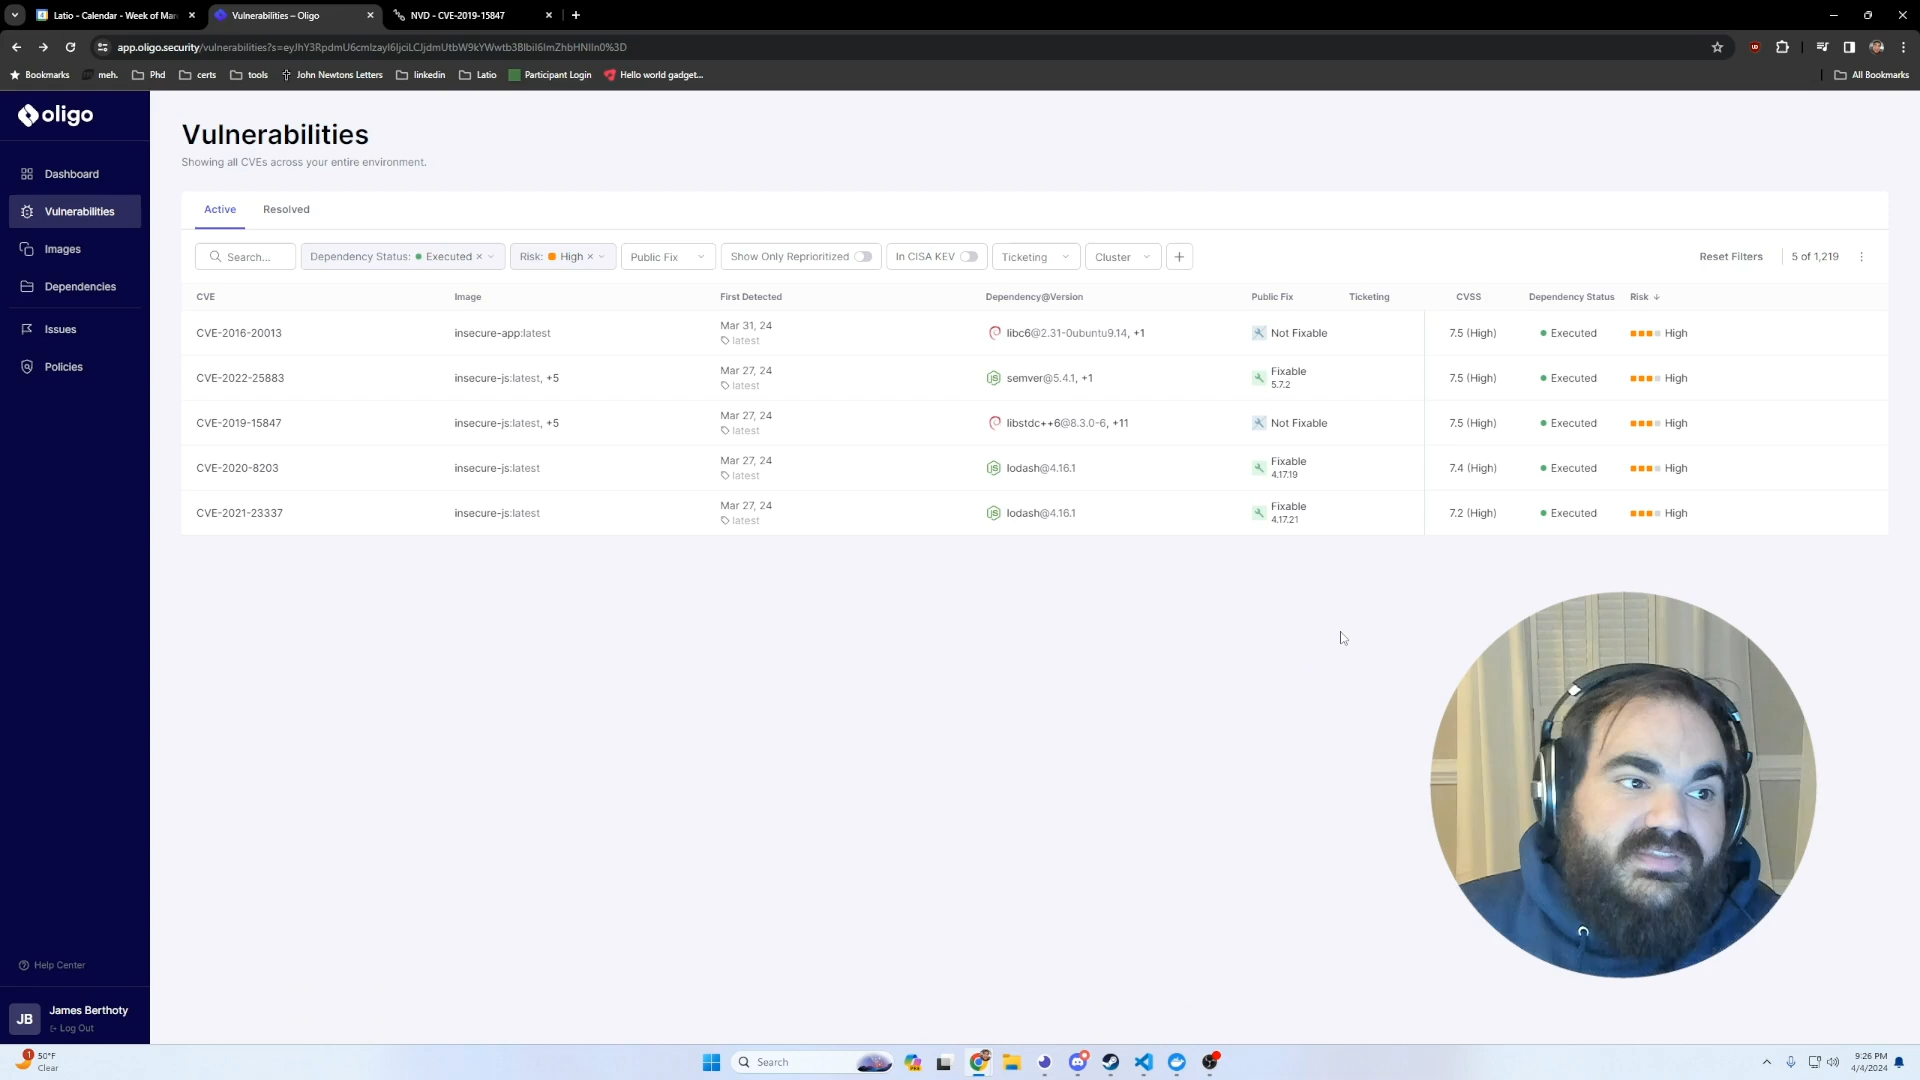 Latio - Calendar - Week of Mar
Vulnerabilities – Oligo
NVD - CVE-2019-15847
Bookmarks
meh.
Phd
certs
tools
John Newtons Letters
linkedin
Latio
Participant Login
Hello world gadget...
All Bookmarks
oligo
Dashboard
Vulnerabilities
Images
Dependencies
Issues
Policies
Help Center
JB
James Berthoty
Log Out
Vulnerabilities
Showing all CVEs across your entire environment.
Active
Resolved
Search...
Dependency Status: Executed ×
Risk: High ×
Public Fix
Show Only Reprioritized
In CISA KEV
Ticketing
Cluster
+
Reset Filters
5 of 1,219
CVE Image First Detected Dependency@Version Public Fix Ticketing CVSS Dependency Status Risk
CVE-2016-20013 insecure-app:latest Mar 31, 24 libc6@2.31-0ubuntu9.14, +1 Not Fixable 7.5 (High) Executed High
latest
CVE-2022-25883 insecure-js:latest, +5 Mar 27, 24 semver@5.4.1, +1 Fixable 7.5 (High) Executed High
latest 5.7.2
CVE-2019-15847 insecure-js:latest, +5 Mar 27, 24 libstdc++6@8.3.0-6, +11 Not Fixable 7.5 (High) Executed High
latest
CVE-2020-8203 insecure-js:latest Mar 27, 24 JS lodash@4.16.1 Fixable 7.4 (High) Executed High
latest 4.17.19
CVE-2021-23337 insecure-js:latest Mar 27, 24 JS lodash@4.16.1 Fixable 7.2 (High) Executed High
latest 4.17.21
1
50°F
Clear
Search
9:26 PM
4/4/2024